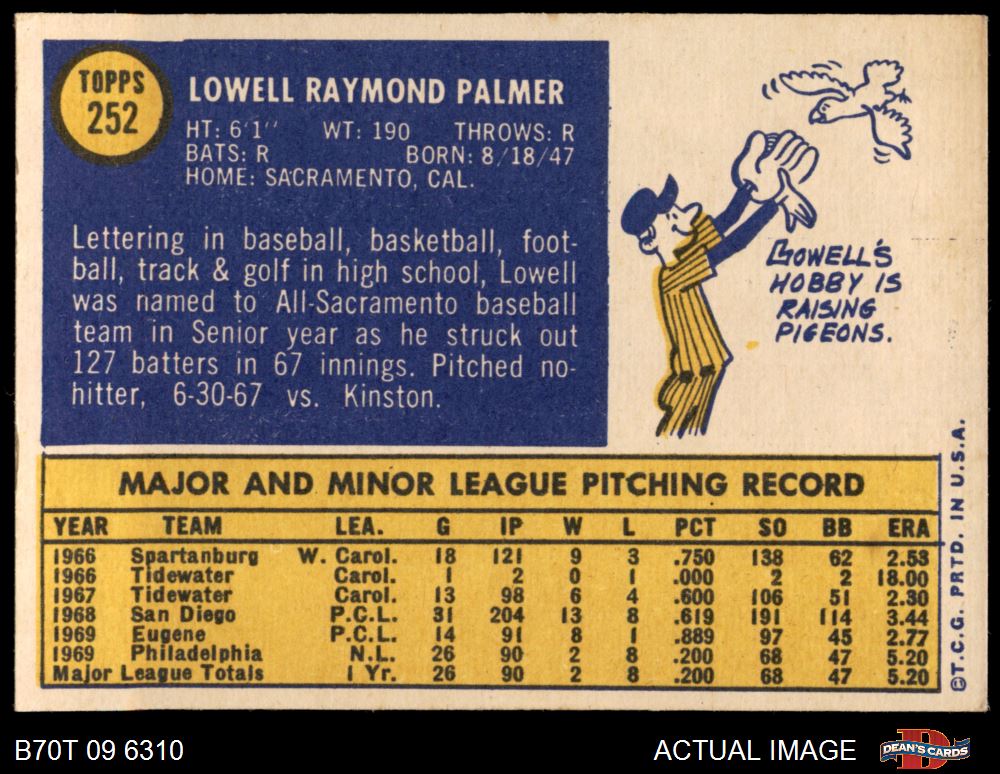 TOPPS
252
LOWELL RAYMOND PALMER
HT: 6'1" WT: 190 THROWS: R
BATS: R BORN: 8/18/47
HOME: SACRAMENTO, CAL.
Lettering in baseball, basketball, foot-
ball, track & golf in high school, Lowell
was named to All-Sacramento baseball
team in Senior year as he struck out
127 batters in 67 innings. Pitched no-
hitter, 6-30-67 vs. Kinston.
LOWELL'S
HOBBY IS
RAISING
PIGEONS.
MAJOR AND MINOR LEAGUE PITCHING RECORD
YEAR TEAM LEA. G IP W L PCT SO BB ERA
1966 Spartanburg W. Carol. 18 121 9 3 .750 138 62 2.53
1966 Tidewater Carol. 1 2 0 1 .000 2 2 18.00
1967 Tidewater Carol. 13 98 6 4 .600 106 51 2.30
1968 San Diego P.C.L. 31 204 13 8 .619 191 114 3.44
1969 Eugene P.C.L. 14 91 8 1 .889 97 45 2.77
1969 Philadelphia N.L. 26 90 2 8 .200 68 47 5.20
Major League Totals 1 Yr. 26 90 2 8 .200 68 47 5.20
©T.C.G. PRTD. IN U.S.A.
B70T 09 6310 ACTUAL IMAGE DEAN'S CARDS